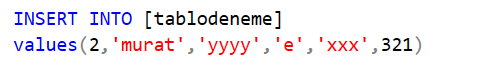 INSERT INTO [tablodeneme]
values(2,'murat','yyyy','e','xxx',321)